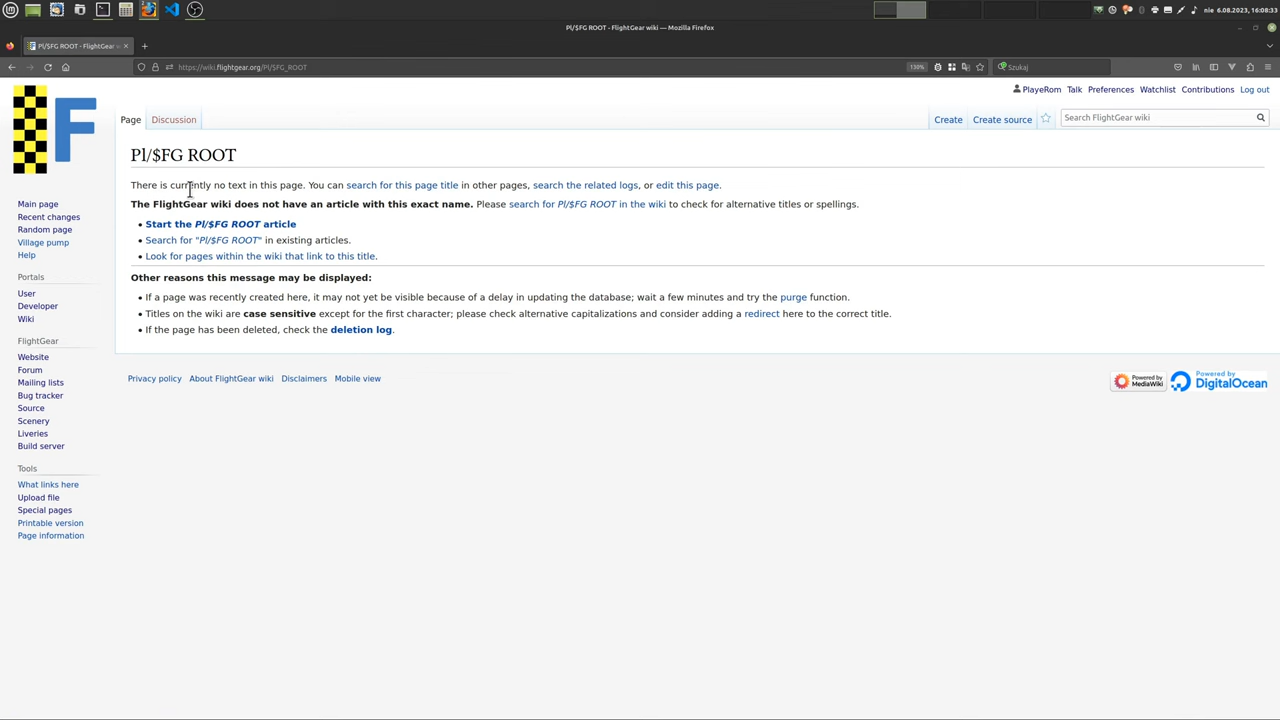 nie 6.08.2023, 16:08:33
Pl/$FG ROOT - FlightGear wiki — Mozilla Firefox
Pl/$FG ROOT - FlightGear w
https://wiki.flightgear.org/Pl/$FG_ROOT
130%
Szukaj
PlayeRom Talk Preferences Watchlist Contributions Log out
Page Discussion Create Create source Search FlightGear wiki
F
Pl/$FG ROOT
There is currently no text in this page. You can search for this page title in other pages, search the related logs, or edit this page.
The FlightGear wiki does not have an article with this exact name. Please search for Pl/$FG ROOT in the wiki to check for alternative titles or spellings.
• Start the Pl/$FG ROOT article
• Search for "Pl/$FG ROOT" in existing articles.
• Look for pages within the wiki that link to this title.
Other reasons this message may be displayed:
• If a page was recently created here, it may not yet be visible because of a delay in updating the database; wait a few minutes and try the purge function.
• Titles on the wiki are case sensitive except for the first character; please check alternative capitalizations and consider adding a redirect here to the correct title.
• If the page has been deleted, check the deletion log.
Main page
Recent changes
Random page
Village pump
Help
Portals
User
Developer
Wiki
FlightGear
Website
Forum
Mailing lists
Bug tracker
Source
Scenery
Liveries
Build server
Tools
What links here
Upload file
Special pages
Printable version
Page information
Privacy policy About FlightGear wiki Disclaimers Mobile view
Powered by
MediaWiki
Powered by
DigitalOcean